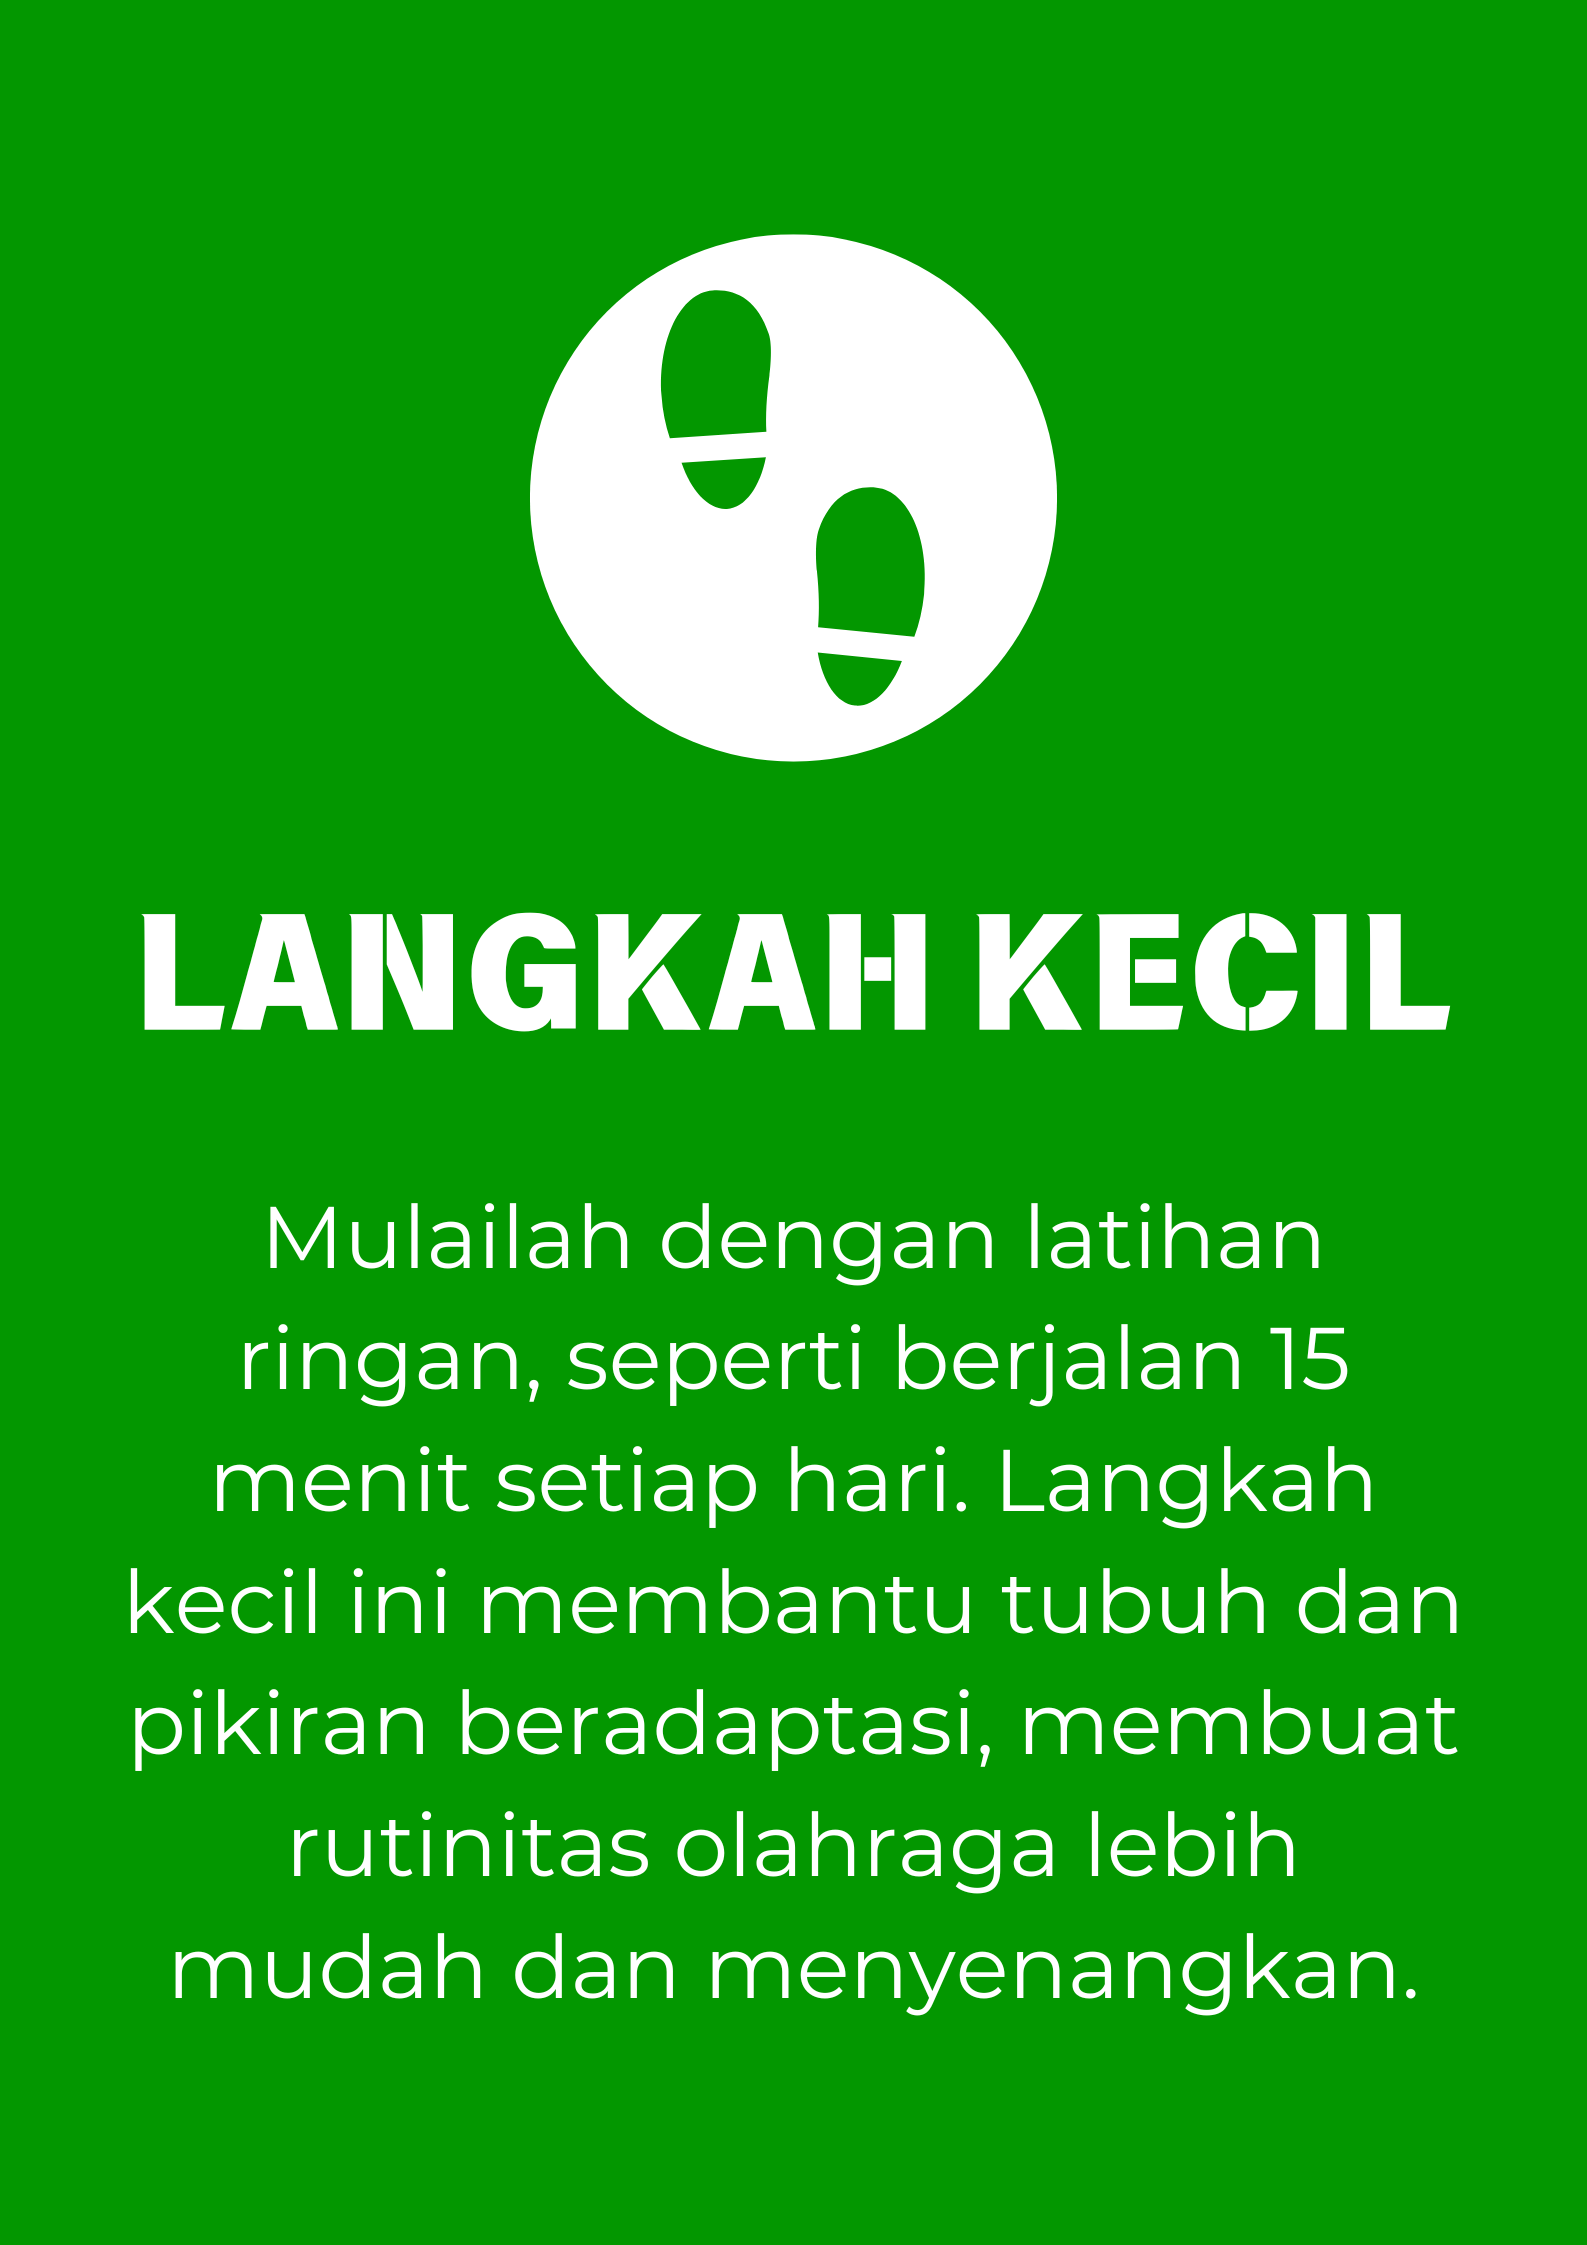 LANGKAH KECIL
Mulailah dengan latihan
ringan, seperti berjalan 15
menit setiap hari. Langkah
kecil ini membantu tubuh dan
pikiran beradaptasi, membuat
rutinitas olahraga lebih
mudah dan menyenangkan.